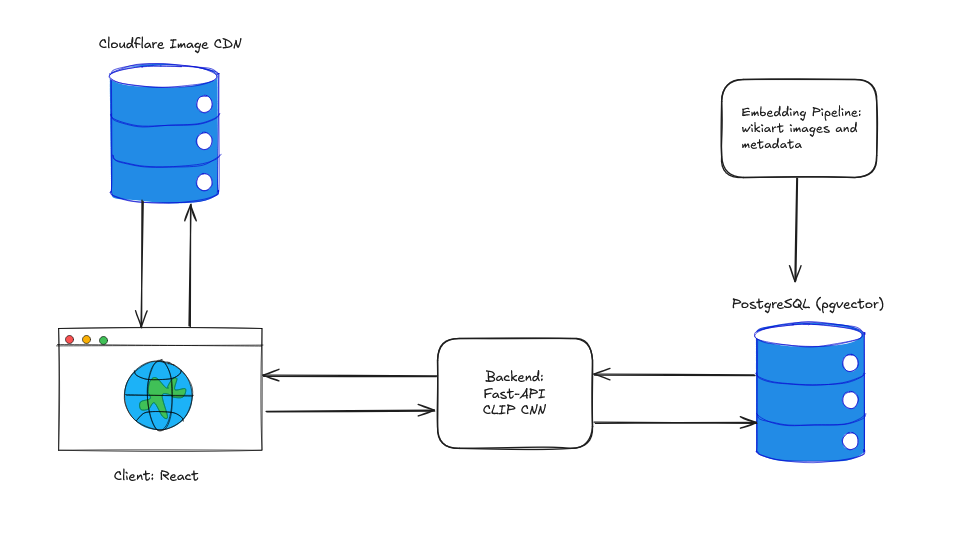 Cloudflare Image CDN
Embedding Pipeline:
wikiart images and
metadata
PostgreSQL (pgvector)
Backend:
Fast-API
CLIP CNN
Client: React